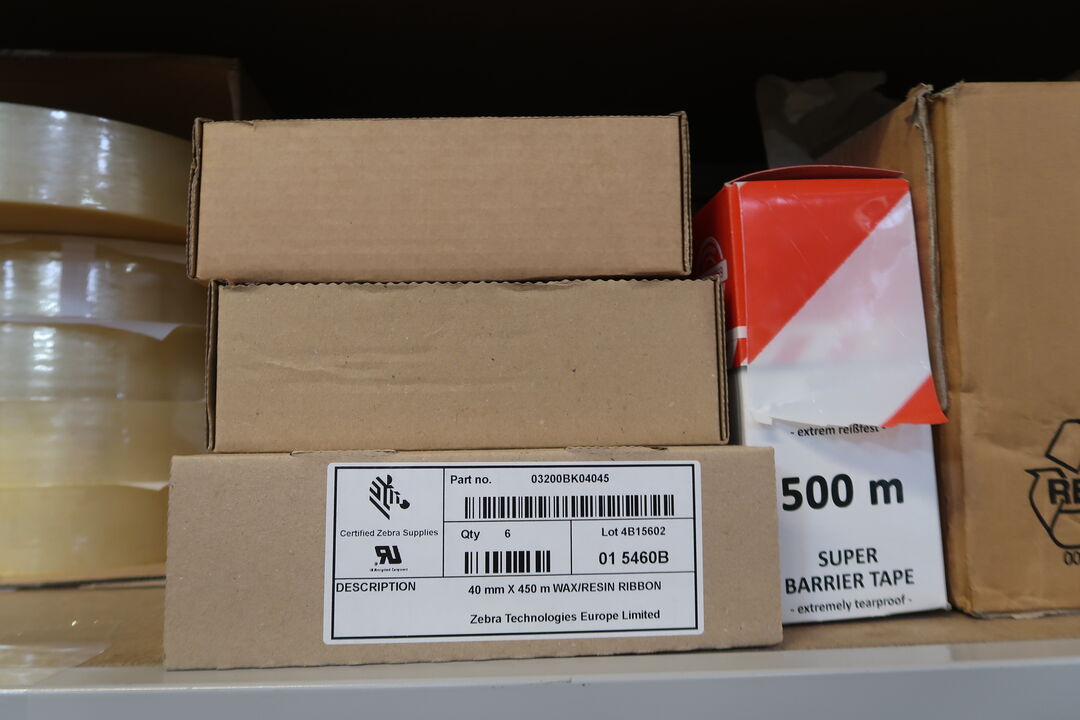 Part no. 03200BK04045
Certified Zebra Supplies
Qty 6
Lot 4B15602
01 5460B
DESCRIPTION
40 mm X 450 m WAX/RESIN RIBBON
Zebra Technologies Europe Limited
- extrem reißfest -
500 m
SUPER
BARRIER TAPE
- extremely tearproof -